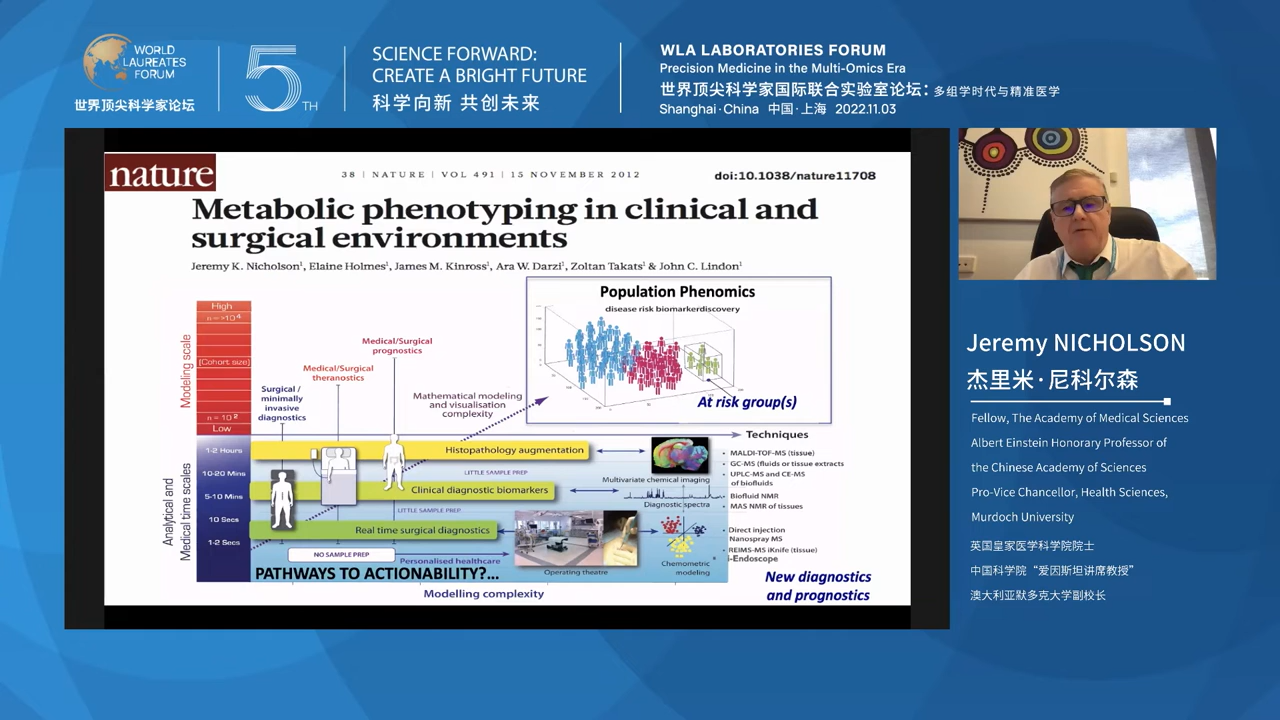 WORLD
LAUREATES
FORUM
世界顶尖科学家论坛
5TH
SCIENCE FORWARD:
CREATE A BRIGHT FUTURE
科学向新 共创未来
WLA LABORATORIES FORUM
Precision Medicine in the Multi-Omics Era
世界顶尖科学家国际联合实验室论坛：多组学时代与精准医学
Shanghai·China 中国·上海 2022.11.03
nature
38 | NATURE | VOL 491 | 15 NOVEMBER 2012
doi:10.1038/nature11708
Metabolic phenotyping in clinical and
surgical environments
Jeremy K. Nicholson¹, Elaine Holmes¹, James M. Kinross¹, Ara W. Darzi¹, Zoltan Takats¹ & John C. Lindon¹
Population Phenomics
disease risk biomarkerdiscovery
At risk group(s)
Modeling scale
High
n = >10⁴
(Cohort size)
n = 10²
Low
Surgical /
minimally
invasive
diagnostics
Medical/Surgical
theranostics
Medical/Surgical
prognostics
Mathematical modeling
and visualisation
complexity
Techniques
Analytical and
Medical time scales
1-2 Hours
10-20 Mins
5-10 Mins
10 Secs
1-2 Secs
Histopathology augmentation
LITTLE SAMPLE PREP
Clinical diagnostic biomarkers
LITTLE SAMPLE PREP
Real time surgical diagnostics
NO SAMPLE PREP
Personalised healthcare
Multivariate chemical imaging
Diagnostic spectra
Operating theatre
Chemometric
modeling
• MALDI-TOF-MS (tissue)
• GC-MS (fluids or tissue extracts
• UPLC-MS and CE-MS
of biofluids
• Biofluid NMR
• MAS NMR of tissues
• Direct injection
Nanospray MS
• REIMS-MS iKnife (tissue)
• i-Endoscope
PATHWAYS TO ACTIONABILITY?...
Modelling complexity
New diagnostics
and prognostics
Jeremy NICHOLSON
杰里米·尼科尔森
Fellow, The Academy of Medical Sciences
Albert Einstein Honorary Professor of
the Chinese Academy of Sciences
Pro-Vice Chancellor, Health Sciences,
Murdoch University
英国皇家医学科学院院士
中国科学院“爱因斯坦讲席教授”
澳大利亚默多克大学副校长